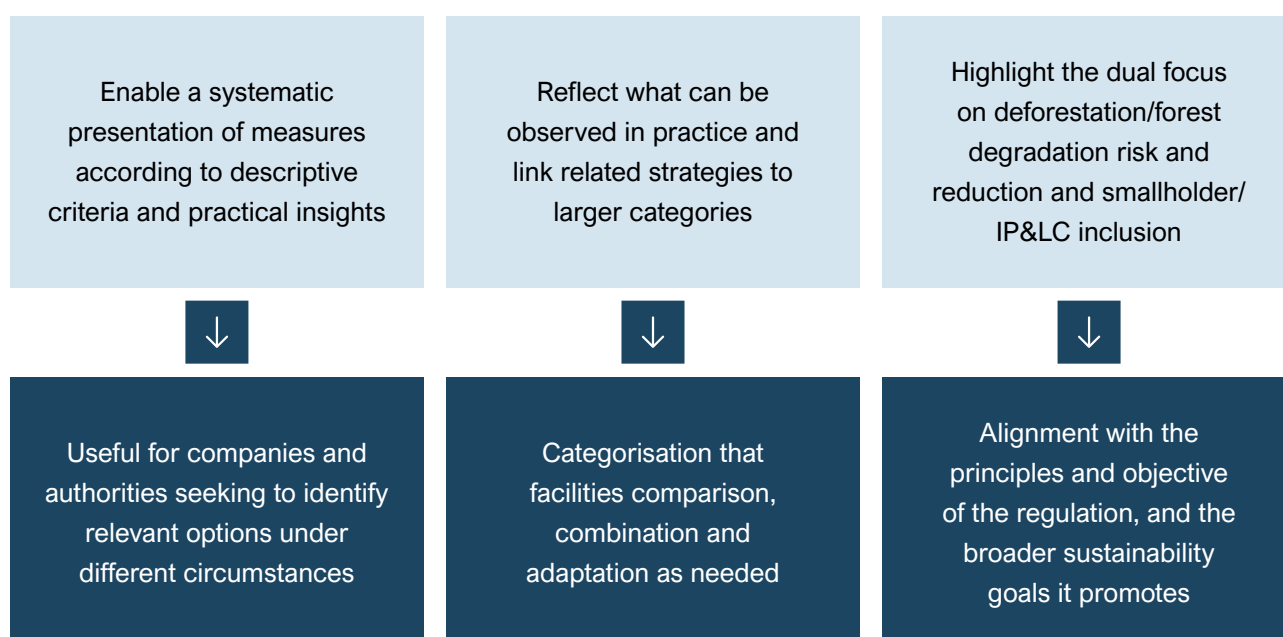 Enable a systematic
presentation of measures
according to descriptive
criteria and practical insights
Reflect what can be
observed in practice and
link related strategies to
larger categories
Highlight the dual focus
on deforestation/forest
degradation risk and
reduction and smallholder/
IP&LC inclusion
Useful for companies and
authorities seeking to identify
relevant options under
different circumstances
Categorisation that
facilities comparison,
combination and
adaptation as needed
Alignment with the
principles and objective
of the regulation, and the
broader sustainability
goals it promotes